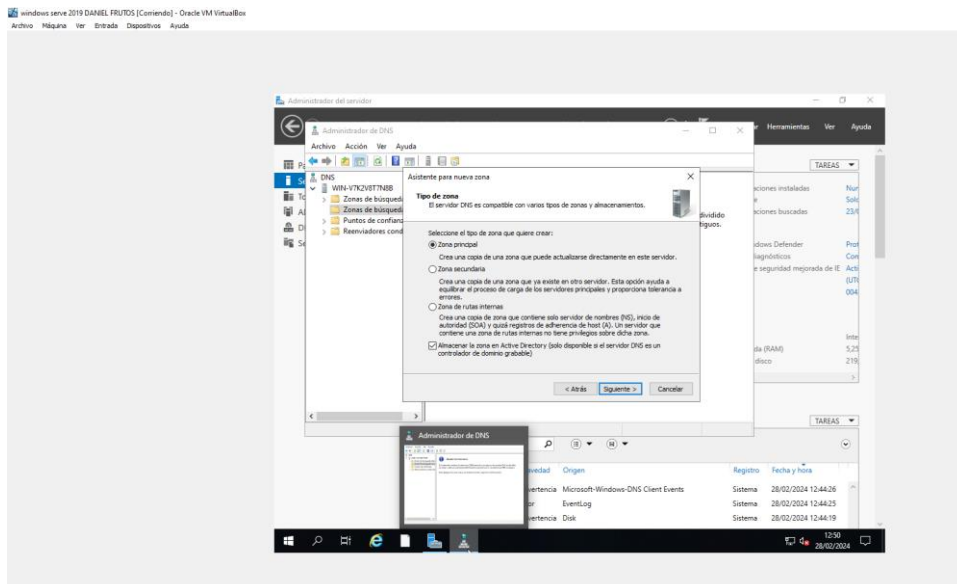 windows serve 2019 DANIEL FRUTOS [Corriendo] - Oracle VM VirtualBox
Archivo Máquina Ver Entrada Dispositivos Ayuda
Administrador del servidor
Herramientas Ver Ayuda
Administrador de DNS
Archivo Acción Ver Ayuda
TAREAS
DNS
WIN-V7K2V8T7N8B
Zonas de búsqued
Zonas de búsqued
Puntos de confianz
Reenviadores cond
Asistente para nueva zona
Tipo de zona
El servidor DNS es compatible con varios tipos de zonas y almacenamientos.
Seleccione el tipo de zona que quiere crear:
Zona principal
Crea una copia de una zona que puede actualizarse directamente en este servidor.
Zona secundaria
Crea una copia de una zona que ya existe en otro servidor. Esta opción ayuda a
equilibrar el proceso de carga de los servidores principales y proporciona tolerancia a
errores.
Zona de rutas internas
Crea una copia de zona que contiene solo servidor de nombres (NS), inicio de
autoridad (SOA) y quizá registros de adherencia de host (A). Un servidor que
contiene una zona de rutas internas no tiene privilegios sobre dicha zona.
Almacenar la zona en Active Directory (solo disponible si el servidor DNS es un
controlador de dominio grabable)
< Atrás Siguiente > Cancelar
dividido
tiguos.
ciones instaladas
aciones buscadas 23/0
dows Defender
iagnósticos
e seguridad mejorada de IE
da (RAM) 5,25
disco 219,
TAREAS
Administrador de DNS
avedad Origen Registro Fecha y hora
vertencia Microsoft-Windows-DNS Client Events Sistema 28/02/2024 12:44:26
or EventLog Sistema 28/02/2024 12:44:25
vertencia Disk Sistema 28/02/2024 12:44:19
12:50
28/02/2024